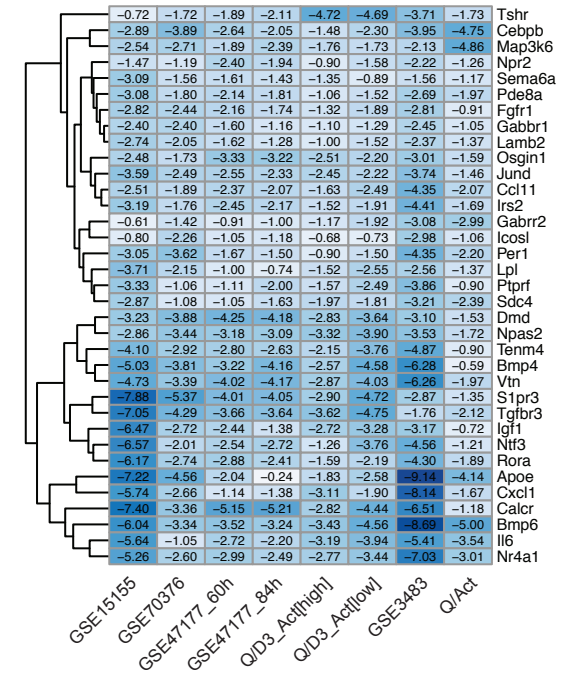 −0.72 −1.72 −1.89 −2.11 −4.72 −4.69 −3.71 −1.73 Tshr
−2.89 −3.89 −2.64 −2.05 −1.48 −2.30 −3.95 −4.75 Cebpb
−2.54 −2.71 −1.89 −2.39 −1.76 −1.73 −2.13 −4.86 Map3k6
−1.47 −1.19 −2.40 −1.94 −0.90 −1.58 −2.22 −1.26 Npr2
−3.09 −1.56 −1.61 −1.43 −1.35 −0.89 −1.56 −1.17 Sema6a
−3.08 −1.80 −2.14 −1.81 −1.06 −1.52 −2.69 −1.97 Pde8a
−2.82 −2.44 −2.16 −1.74 −1.32 −1.89 −2.81 −0.91 Fgfr1
−2.40 −2.40 −1.60 −1.16 −1.10 −1.29 −2.45 −1.05 Gabbr1
−2.74 −2.05 −1.62 −1.28 −1.00 −1.52 −2.37 −1.37 Lamb2
−2.48 −1.73 −3.33 −3.22 −2.51 −2.20 −3.01 −1.59 Osgin1
−3.59 −2.49 −2.55 −2.33 −2.45 −2.22 −3.74 −1.46 Jund
−2.51 −1.89 −2.37 −2.07 −1.63 −2.49 −4.35 −2.07 Ccl11
−3.19 −1.76 −2.45 −2.17 −1.52 −1.91 −4.41 −1.69 Irs2
−0.61 −1.42 −0.91 −1.00 −1.17 −1.92 −3.08 −2.99 Gabrr2
−0.80 −2.26 −1.05 −1.18 −0.68 −0.73 −2.98 −1.06 Icosl
−3.05 −3.62 −1.67 −1.50 −0.90 −1.50 −4.35 −2.20 Per1
−3.71 −2.15 −1.00 −0.74 −1.52 −2.55 −2.56 −1.37 Lpl
−3.33 −1.06 −1.11 −2.00 −1.57 −2.49 −3.86 −0.90 Ptprf
−2.87 −1.08 −1.05 −1.63 −1.97 −1.81 −3.21 −2.39 Sdc4
−3.23 −3.88 −4.25 −4.18 −2.83 −3.64 −3.10 −1.53 Dmd
−2.86 −3.44 −3.18 −3.09 −3.32 −3.90 −3.53 −1.72 Npas2
−4.10 −2.92 −2.80 −2.63 −2.15 −3.76 −4.87 −0.90 Tenm4
−5.03 −3.81 −3.22 −4.16 −2.57 −4.58 −6.28 −0.59 Bmp4
−4.73 −3.39 −4.02 −4.17 −2.87 −4.03 −6.26 −1.97 Vtn
−7.88 −5.37 −4.01 −4.05 −2.90 −4.72 −2.87 −1.35 S1pr3
−7.05 −4.29 −3.66 −3.64 −3.62 −4.75 −1.76 −2.12 Tgfbr3
−6.47 −2.72 −2.44 −1.38 −2.72 −3.28 −3.17 −0.72 Igf1
−6.57 −2.01 −2.54 −2.72 −1.26 −3.76 −4.56 −1.21 Ntf3
−6.17 −2.74 −2.88 −2.41 −1.59 −2.19 −4.30 −1.89 Rora
−7.22 −4.56 −2.04 −0.24 −1.83 −2.58 −9.14 −4.14 Apoe
−5.74 −2.66 −1.14 −1.38 −3.11 −1.90 −8.14 −1.67 Cxcl1
−7.40 −3.36 −5.15 −5.21 −2.82 −4.44 −6.51 −1.18 Calcr
−6.04 −3.34 −3.52 −3.24 −3.43 −4.56 −8.69 −5.00 Bmp6
−5.64 −1.05 −2.72 −2.20 −3.19 −3.94 −5.41 −3.54 Il6
−5.26 −2.60 −2.99 −2.49 −2.77 −3.44 −7.03 −3.01 Nr4a1
GSE15155 GSE70376 GSE47177_60h GSE47177_84h Q/D3_Act[high] Q/D3_Act[low] GSE3483 Q/Act